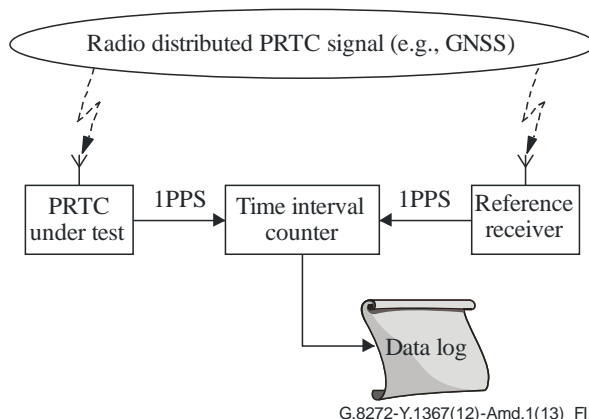 Radio distributed PRTC signal (e.g., GNSS)
1PPS
1PPS
PRTC
under test
Time interval
counter
Reference
receiver
Data log
G.8272-Y.1367(12)-Amd.1(13)_FI